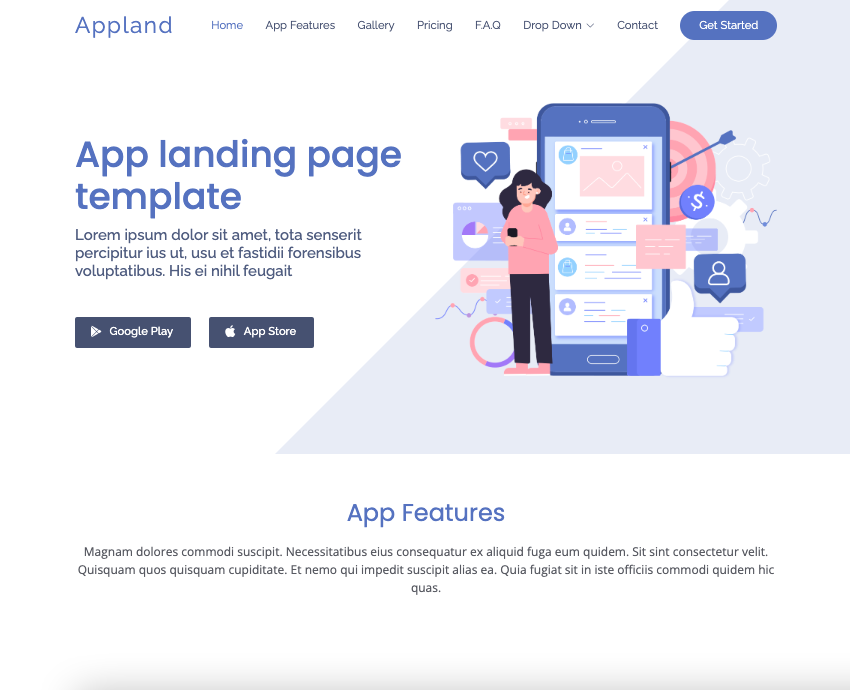 Appland
Home
App Features
Gallery
Pricing
F.A.Q
Drop Down
Contact
Get Started
App landing page
template
Lorem ipsum dolor sit amet, tota senserit
percipitur ius ut, usu et fastidii forensibus
voluptatibus. His ei nihil feugait
Google Play
App Store
$
App Features
Magnam dolores commodi suscipit. Necessitatibus eius consequatur ex aliquid fuga eum quidem. Sit sint consectetur velit.
Quisquam quos quisquam cupiditate. Et nemo qui impedit suscipit alias ea. Quia fugiat sit in iste officiis commodi quidem hic
quas.